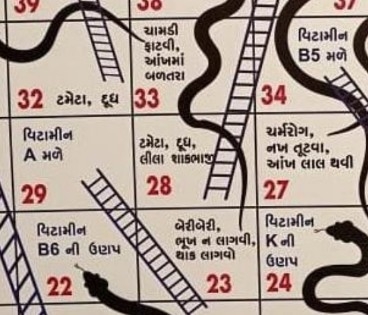 39
38
37
ચામડી
ફાટવી,
આંખમાં
બળતરા
વિટામીન
B5 મળે
32 ટમેટા, દૂધ
33
34
વિટામીન
A મળે
29
ટમેટા, દૂધ,
લીલા શાકભાજી
28
ચર્મરોગ,
નખ તૂટવા,
આંખ લાલ થવી
27
વિટામીન
B6 ની ઉણપ
22
બેરીબેરી,
ભૂખ ન લાગવી,
થાક લાગવો
23
વિટામીન
K ની
ઉણપ
24